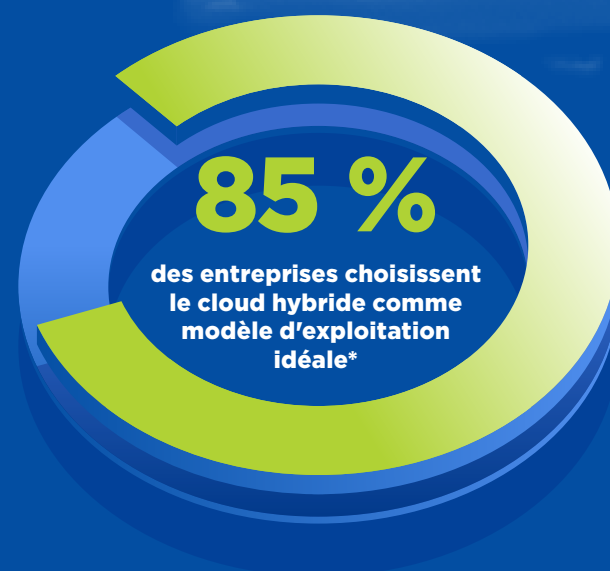 85 %
des entreprises choisissent
le cloud hybride comme
modèle d'exploitation
idéale*